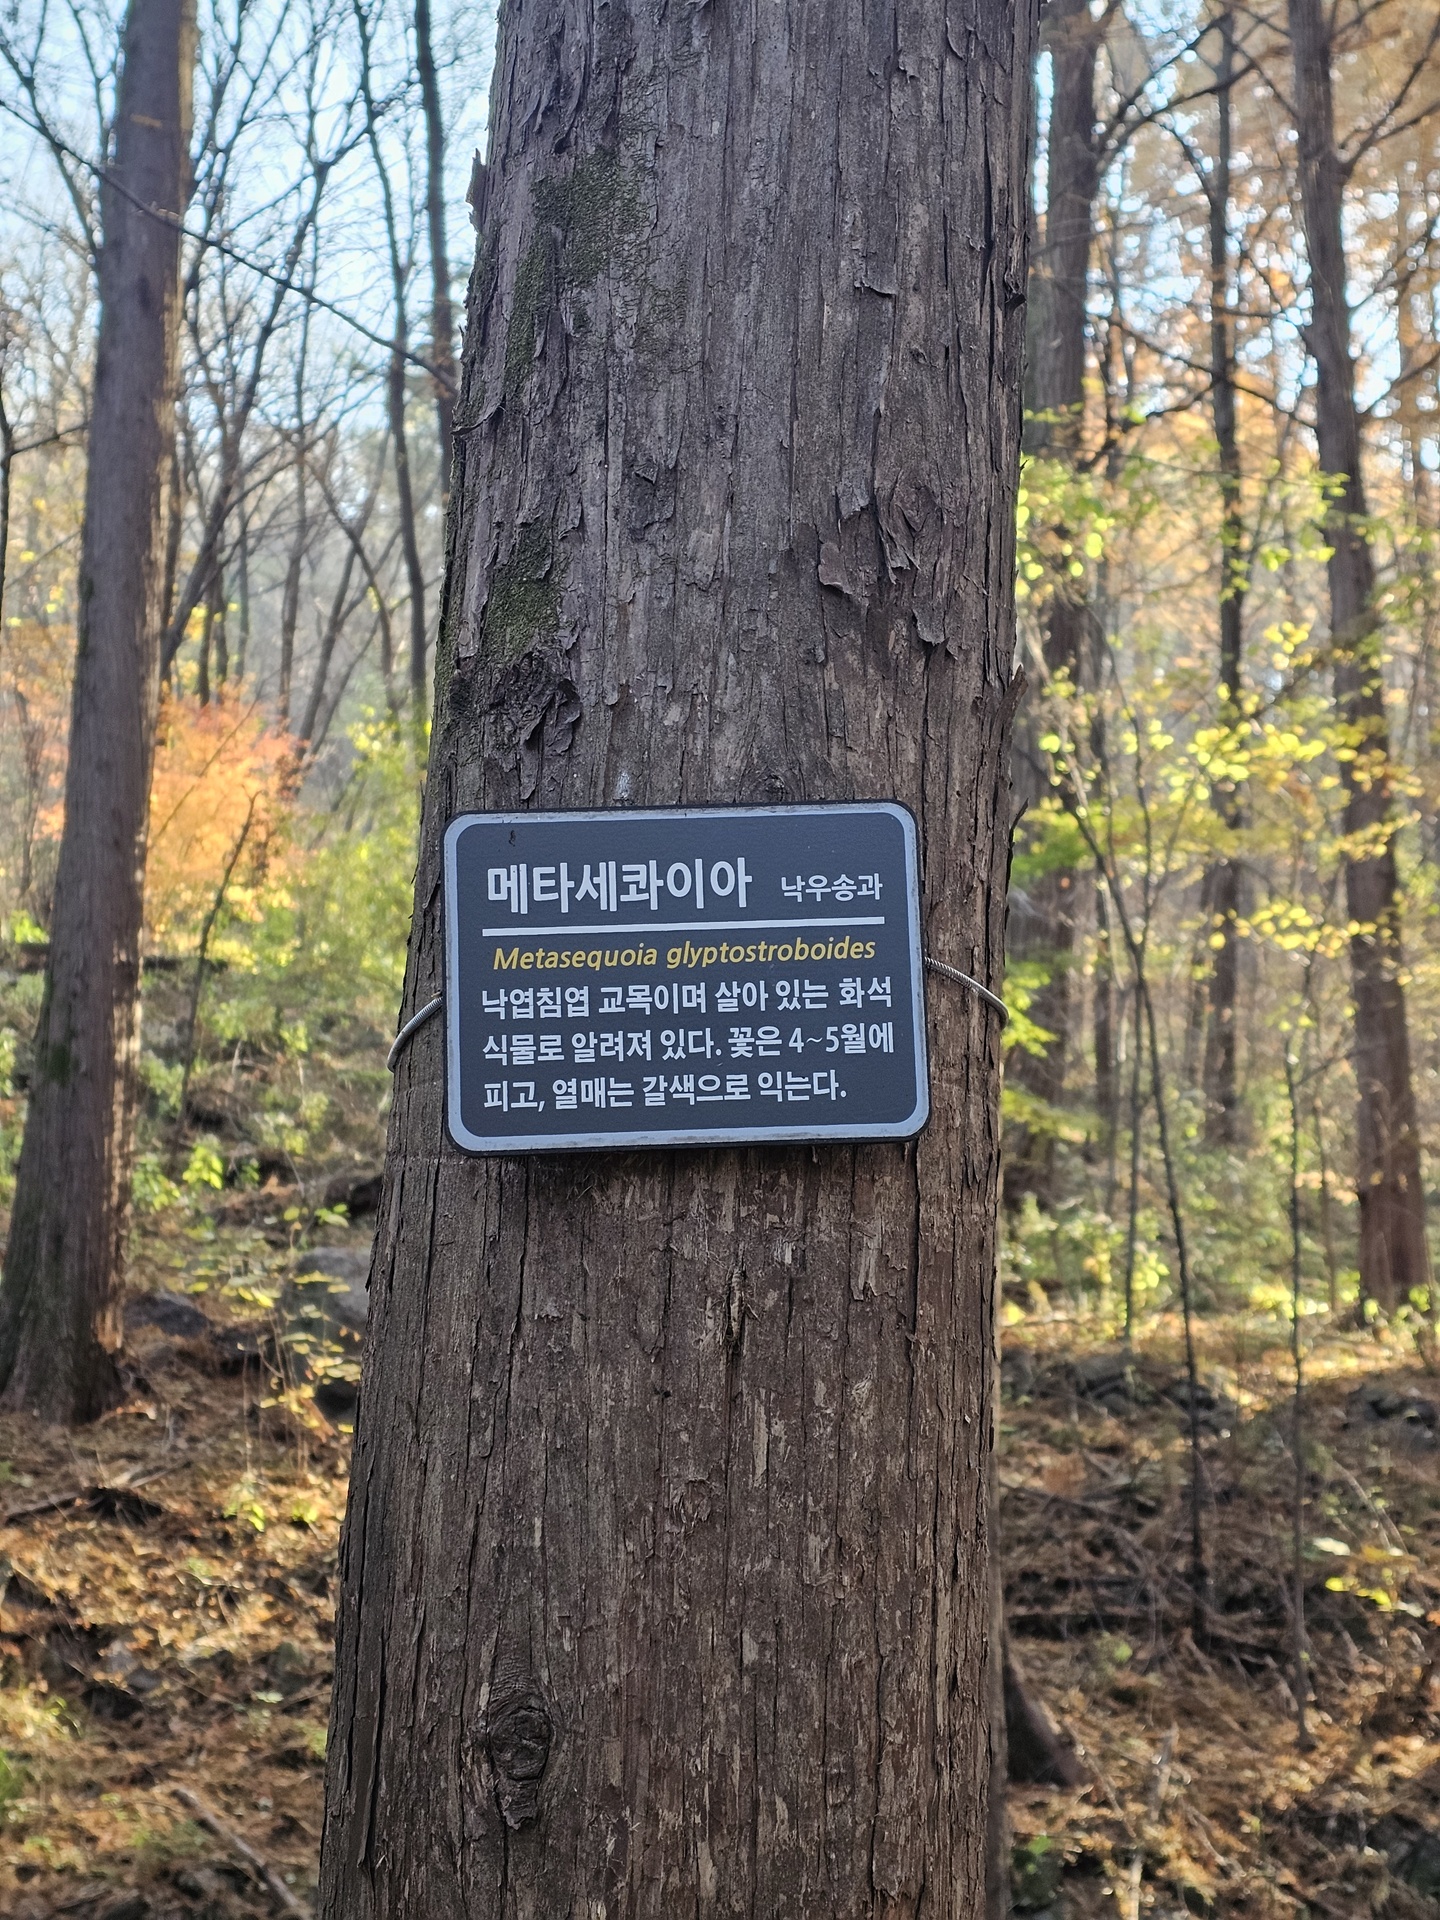 메타세콰이아 낙우송과
Metasequoia glyptostroboides
낙엽침엽 교목이며 살아 있는 화석
식물로 알려져 있다. 꽃은 4~5월에
피고, 열매는 갈색으로 익는다.